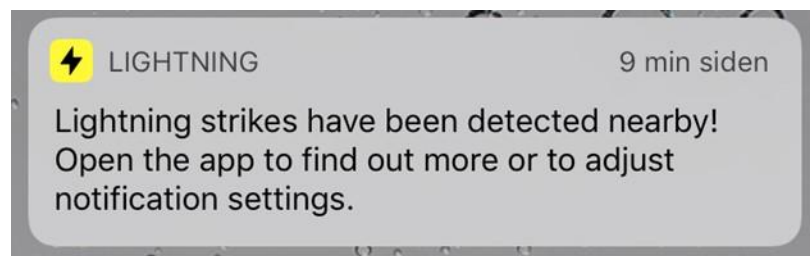 LIGHTNING
9 min siden
Lightning strikes have been detected nearby!
Open the app to find out more or to adjust
notification settings.